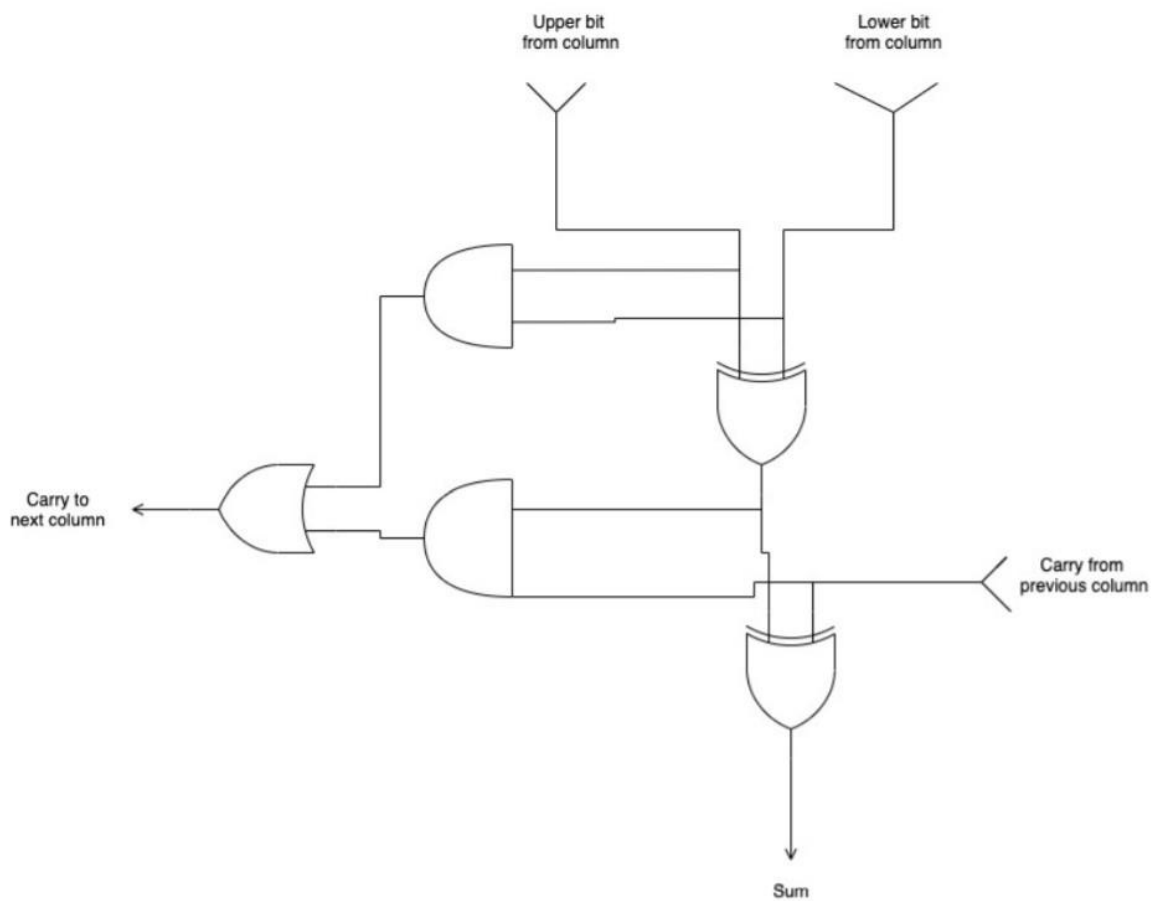 Upper bit
from column
Lower bit
from column
Carry to
next column
Carry from
previous column
Sum